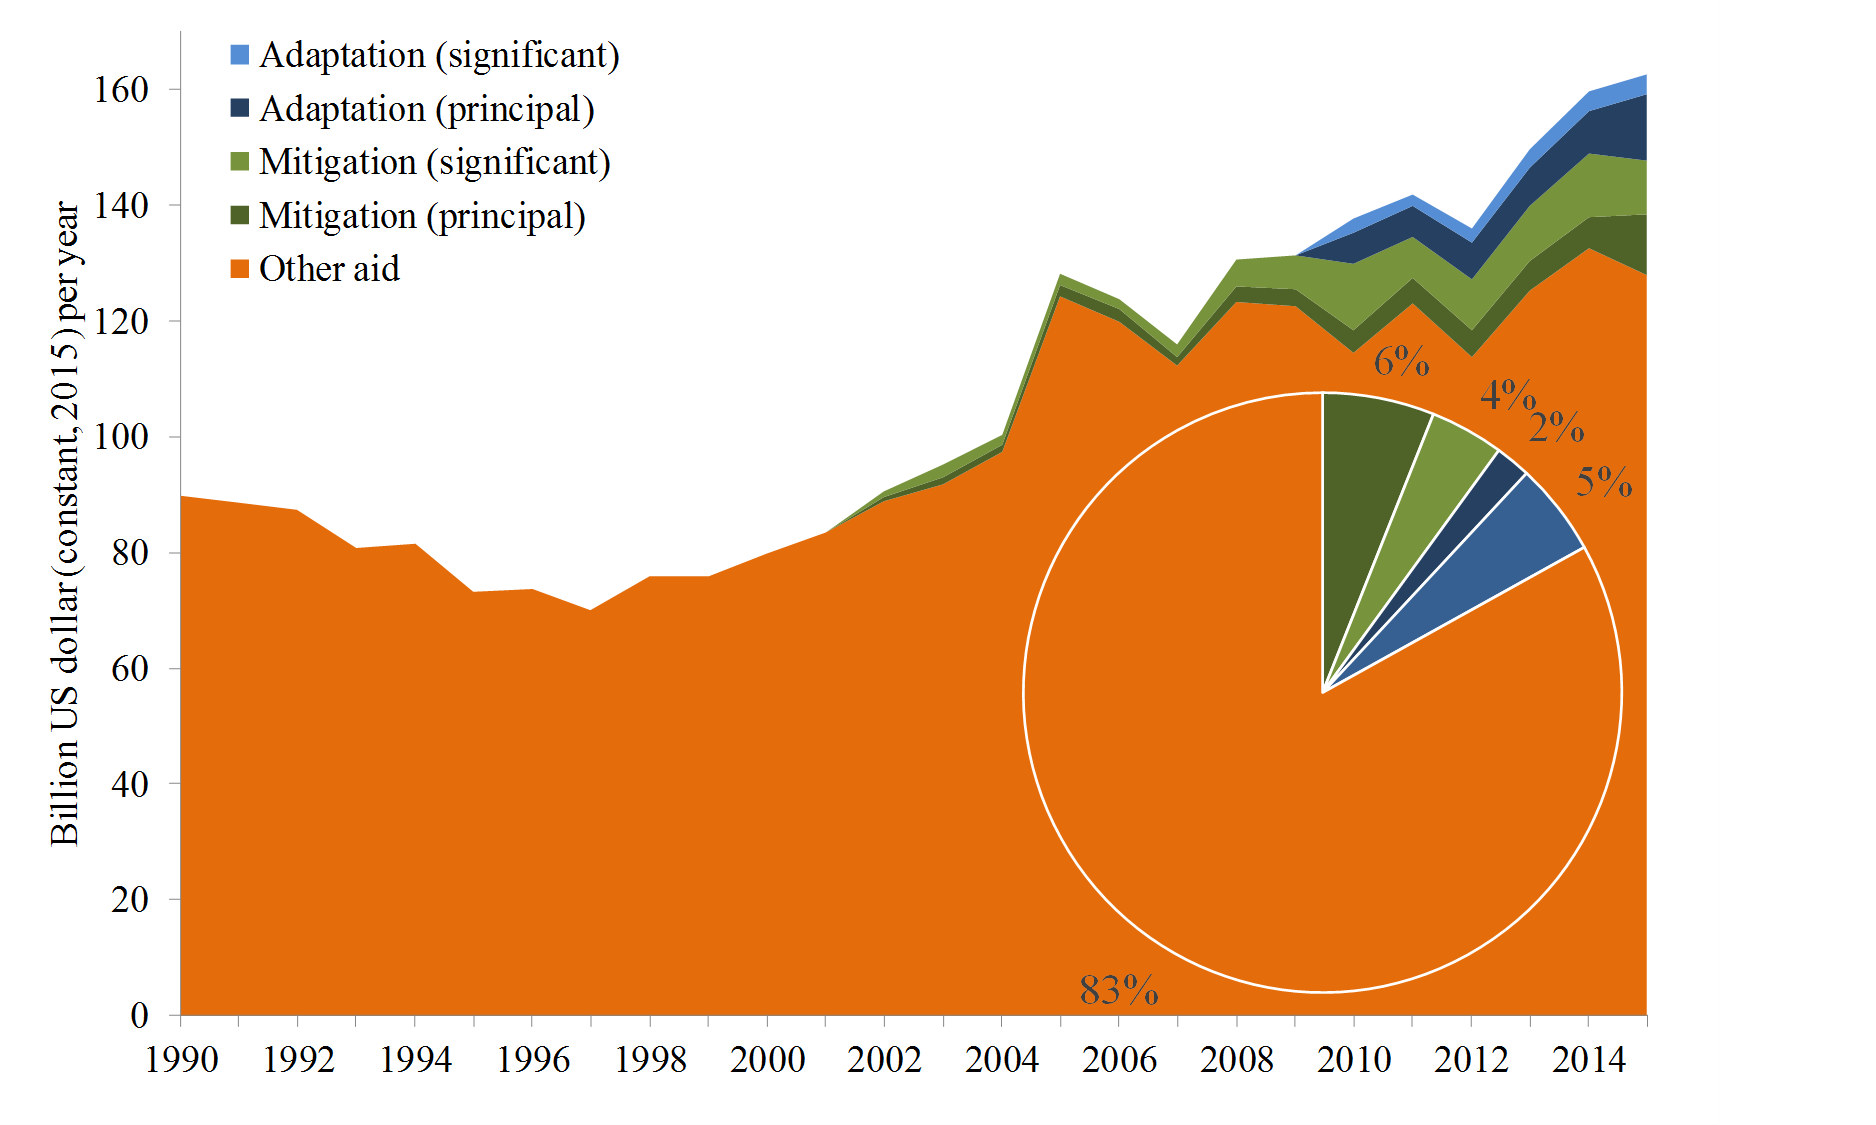 Adaptation (significant)
Adaptation (principal)
Mitigation (significant)
Mitigation (principal)
Other aid
Billion US dollar (constant, 2015) per year
160
140
120
100
80
60
40
20
0
6%
4%
2%
5%
83%
1990 1992 1994 1996 1998 2000 2002 2004 2006 2008 2010 2012 2014